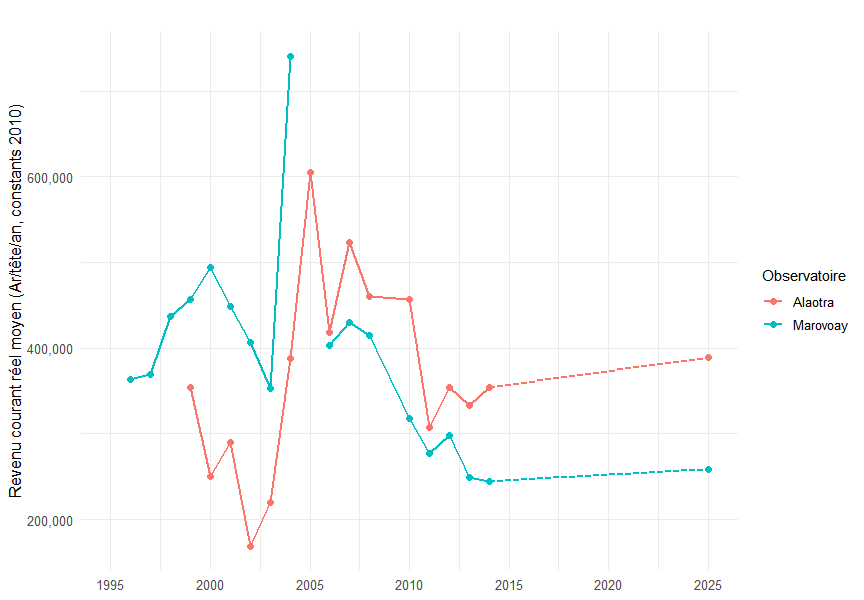 Revenu courant réel moyen (Ar/tête/an, constants 2010)
600,000
400,000
200,000
1995 2000 2005 2010 2015 2020 2025
Observatoire
Alaotra
Marovoay